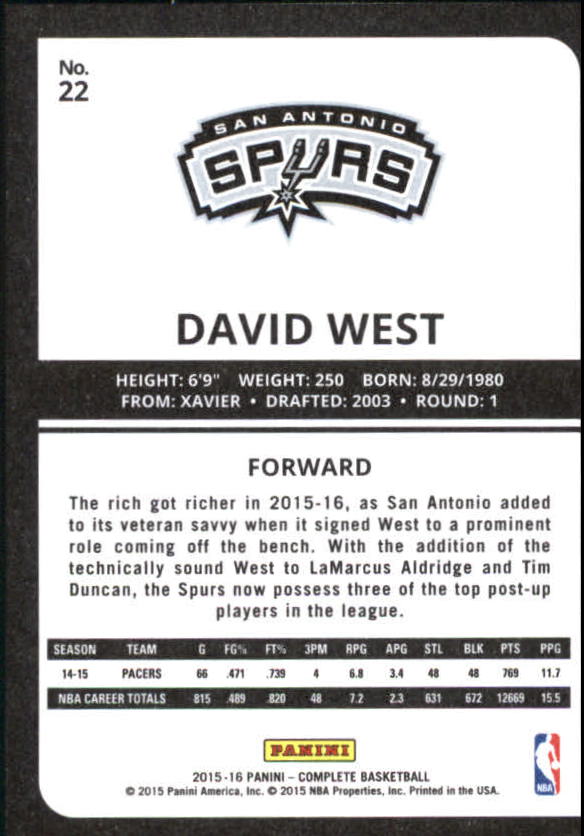 No.
22
SAN ANTONIO
SPURS
DAVID WEST
HEIGHT: 6'9" WEIGHT: 250 BORN: 8/29/1980
FROM: XAVIER • DRAFTED: 2003 • ROUND: 1
FORWARD
The rich got richer in 2015-16, as San Antonio added
to its veteran savvy when it signed West to a prominent
role coming off the bench. With the addition of the
technically sound West to LaMarcus Aldridge and Tim
Duncan, the Spurs now possess three of the top post-up
players in the league.
SEASON TEAM G FG% FT% 3PM RPG APG STL BLK PTS PPG
14-15 PACERS 66 .471 .739 4 6.8 3.4 48 48 769 11.7
NBA CAREER TOTALS 815 .489 .820 48 7.2 2.3 631 672 12669 15.5
PANINI
2015-16 PANINI – COMPLETE BASKETBALL
© 2015 Panini America, Inc. © 2015 NBA Properties, Inc. Printed in the USA.
NBA